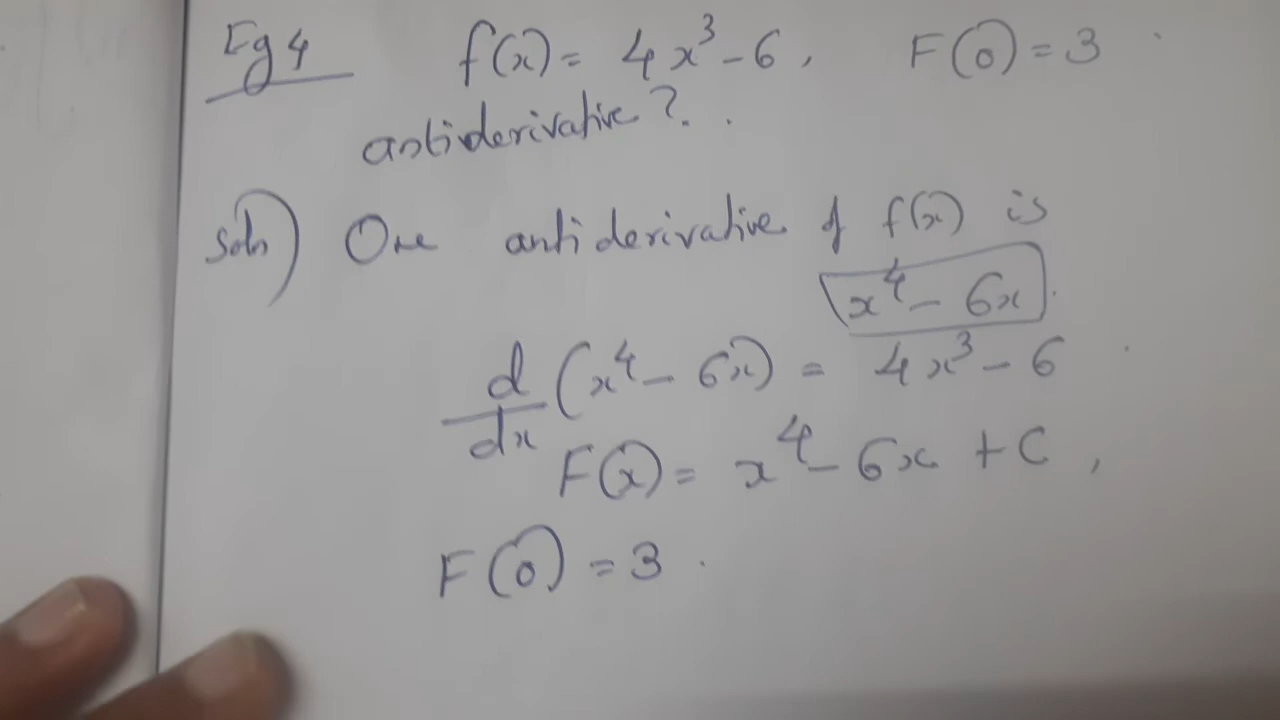 Eg 4 f(x) = 4x³ - 6, F(0) = 3.
antiderivative?..
Soln) One antiderivative of f(x) is
x⁴ - 6x.
d/dx (x⁴ - 6x) = 4x³ - 6.
F(x) = x⁴ - 6x + C,
F(0) = 3.